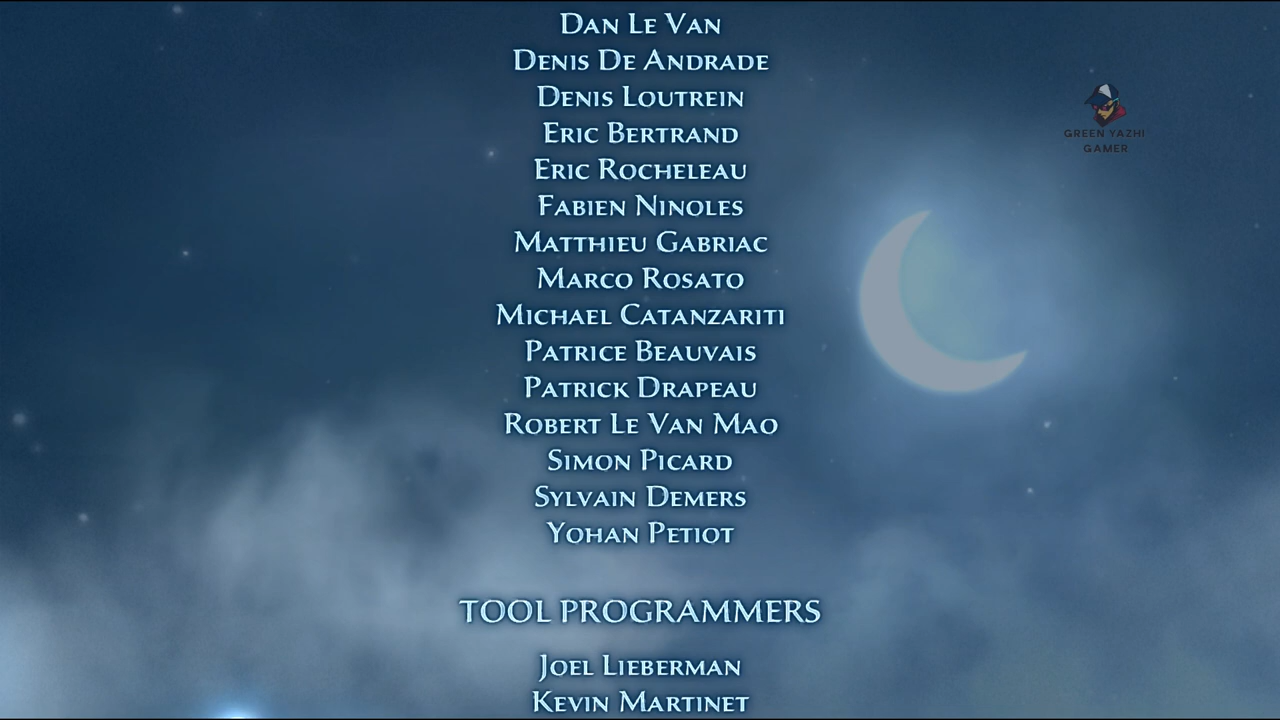 Dan Le Van
Denis De Andrade
Denis Loutrein
Eric Bertrand
Eric Rocheleau
Fabien Ninoles
Matthieu Gabriac
Marco Rosato
Michael Catanzariti
Patrice Beauvais
Patrick Drapeau
Robert Le Van Mao
Simon Picard
Sylvain Demers
Yohan Petiot
TOOL PROGRAMMERS
Joel Lieberman
Kevin Martinet
GREEN YAZHI
GAMER